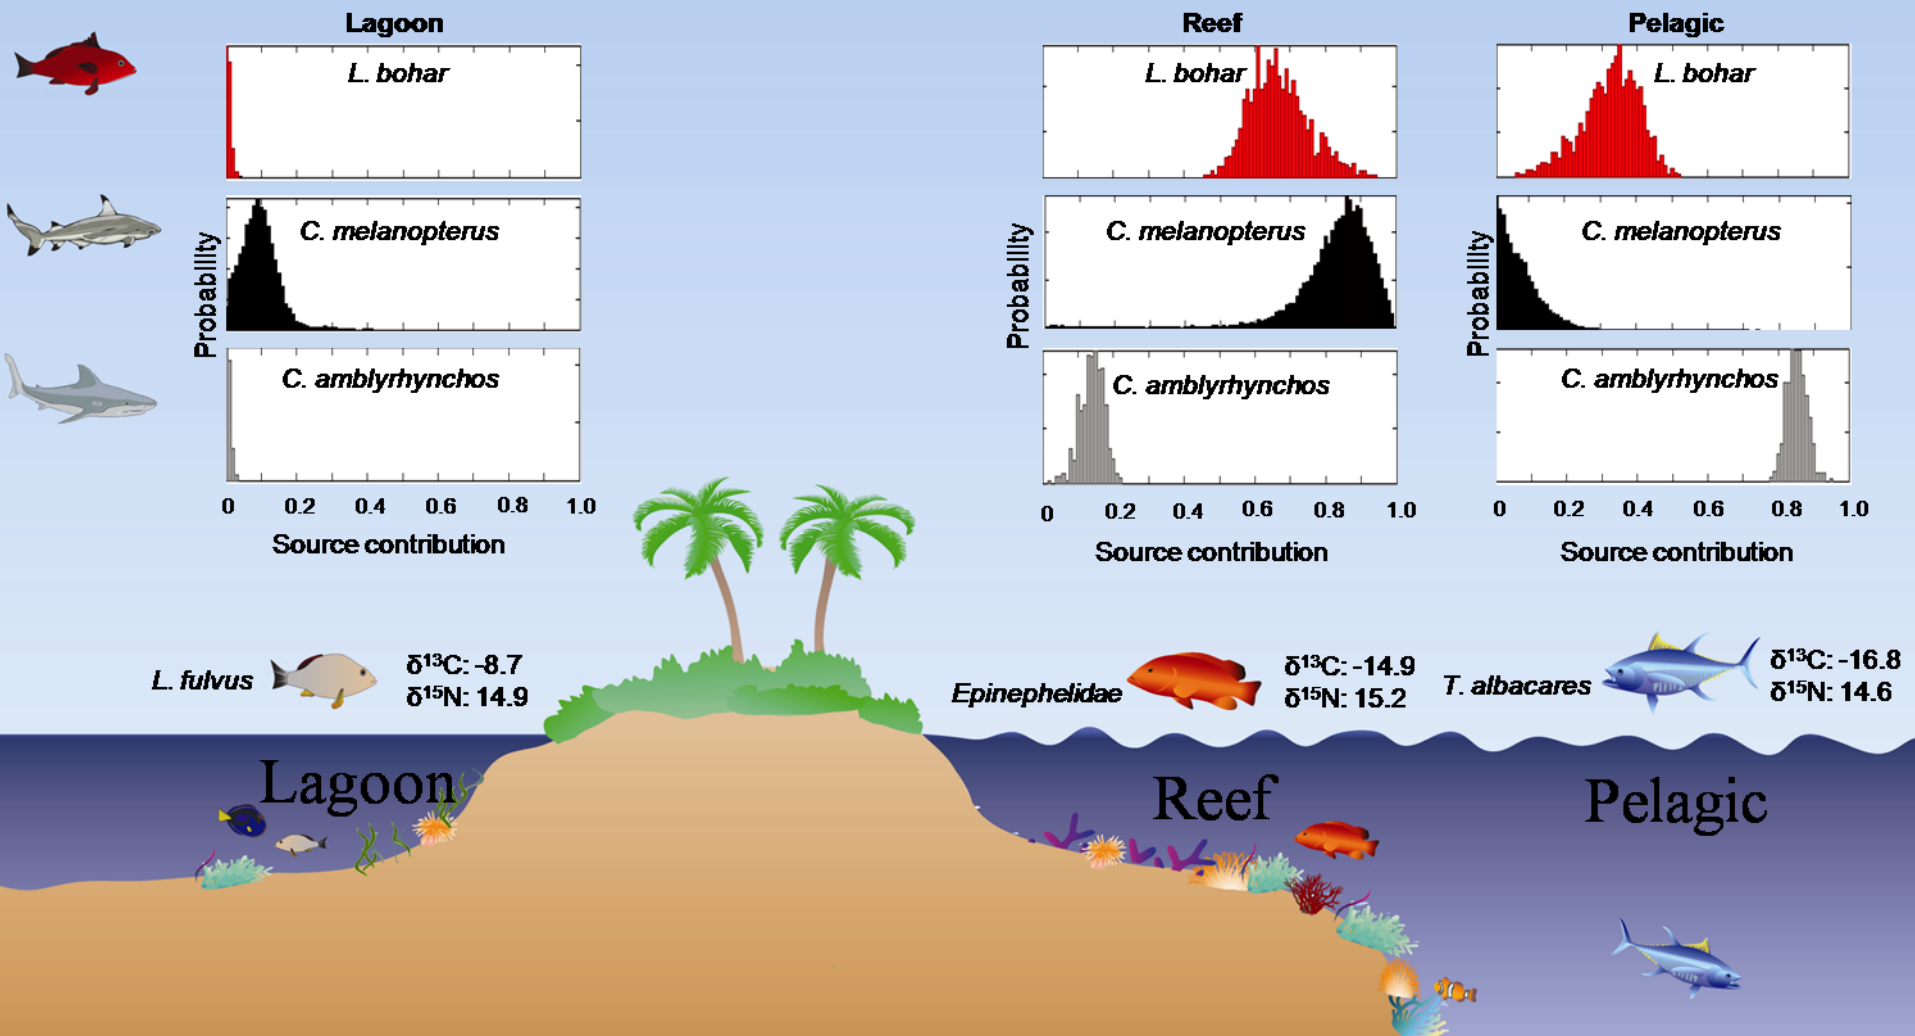 Lagoon
L. bohar
C. melanopterus
C. amblyrhynchos
Probability
0 0.2 0.4 0.6 0.8 1.0
Source contribution
Reef
L. bohar
C. melanopterus
C. amblyrhynchos
Probability
0 0.2 0.4 0.6 0.8 1.0
Source contribution
Pelagic
L. bohar
C. melanopterus
C. amblyrhynchos
Probability
0 0.2 0.4 0.6 0.8 1.0
Source contribution
L. fulvus
δ¹³C: -8.7
δ¹⁵N: 14.9
Epinephelidae
δ¹³C: -14.9
δ¹⁵N: 15.2
T. albacares
δ¹³C: -16.8
δ¹⁵N: 14.6
Lagoon
Reef
Pelagic